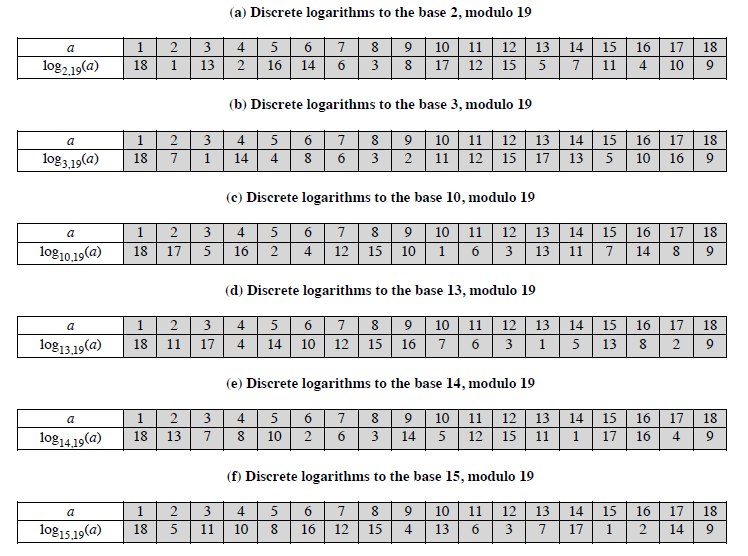 (a) Discrete logarithms to the base 2, modulo 19
a 1 2 3 4 5 6 7 8 9 10 11 12 13 14 15 16 17 18
log2,19(a) 18 1 13 2 16 14 6 3 8 17 12 15 5 7 11 4 10 9
(b) Discrete logarithms to the base 3, modulo 19
a 1 2 3 4 5 6 7 8 9 10 11 12 13 14 15 16 17 18
log3,19(a) 18 7 1 14 4 8 6 3 2 11 12 15 17 13 5 10 16 9
(c) Discrete logarithms to the base 10, modulo 19
a 1 2 3 4 5 6 7 8 9 10 11 12 13 14 15 16 17 18
log10,19(a) 18 17 5 16 2 4 12 15 10 1 6 3 13 11 7 14 8 9
(d) Discrete logarithms to the base 13, modulo 19
a 1 2 3 4 5 6 7 8 9 10 11 12 13 14 15 16 17 18
log13,19(a) 18 11 17 4 14 10 12 15 16 7 6 3 1 5 13 8 2 9
(e) Discrete logarithms to the base 14, modulo 19
a 1 2 3 4 5 6 7 8 9 10 11 12 13 14 15 16 17 18
log14,19(a) 18 13 7 8 10 2 6 3 14 5 12 15 11 1 17 16 4 9
(f) Discrete logarithms to the base 15, modulo 19
a 1 2 3 4 5 6 7 8 9 10 11 12 13 14 15 16 17 18
log15,19(a) 18 5 11 10 8 16 12 15 4 13 6 3 7 17 1 2 14 9